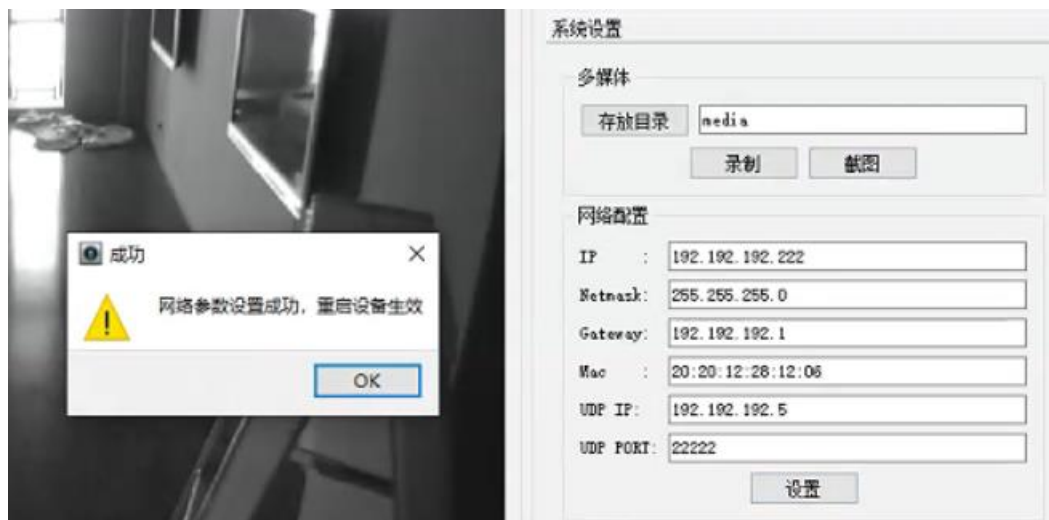 系统设置
多媒体
存放目录 media
录制 截图
网络配置
IP : 192.192.192.222
Netmask: 255.255.255.0
Gateway: 192.192.192.1
Mac : 20:20:12:28:12:06
UDP IP: 192.192.192.5
UDP PORT: 22222
设置
成功
网络参数设置成功，重启设备生效
OK